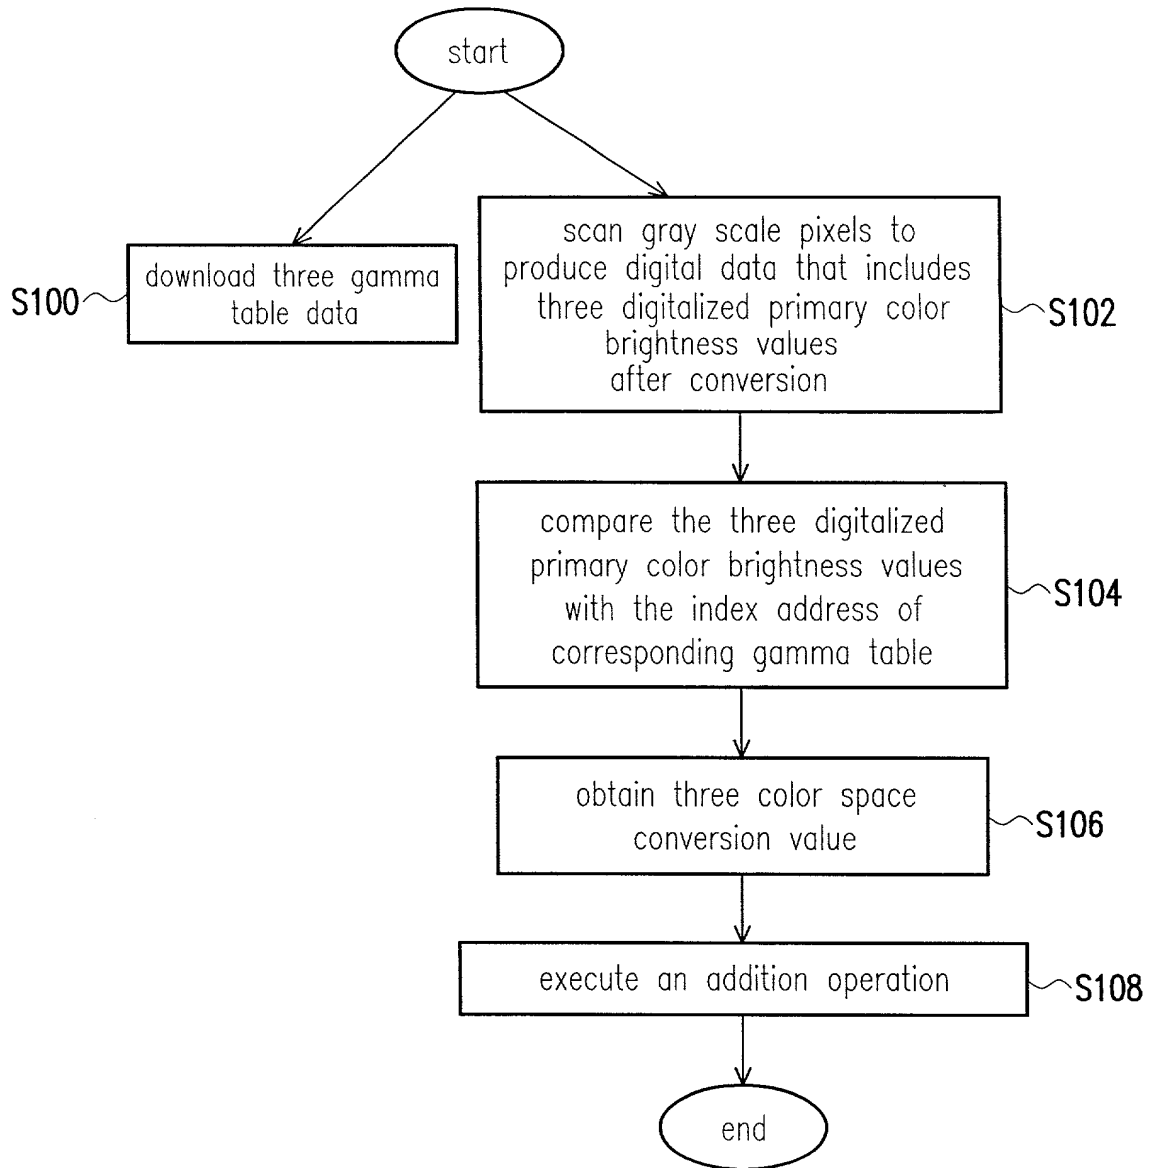 start
download three gamma
table data
S100
scan gray scale pixels to
produce digital data that includes
three digitalized primary color
brightness values
after conversion
S102
compare the three digitalized
primary color brightness values
with the index address of
corresponding gamma table
S104
obtain three color space
conversion value
S106
execute an addition operation
S108
end